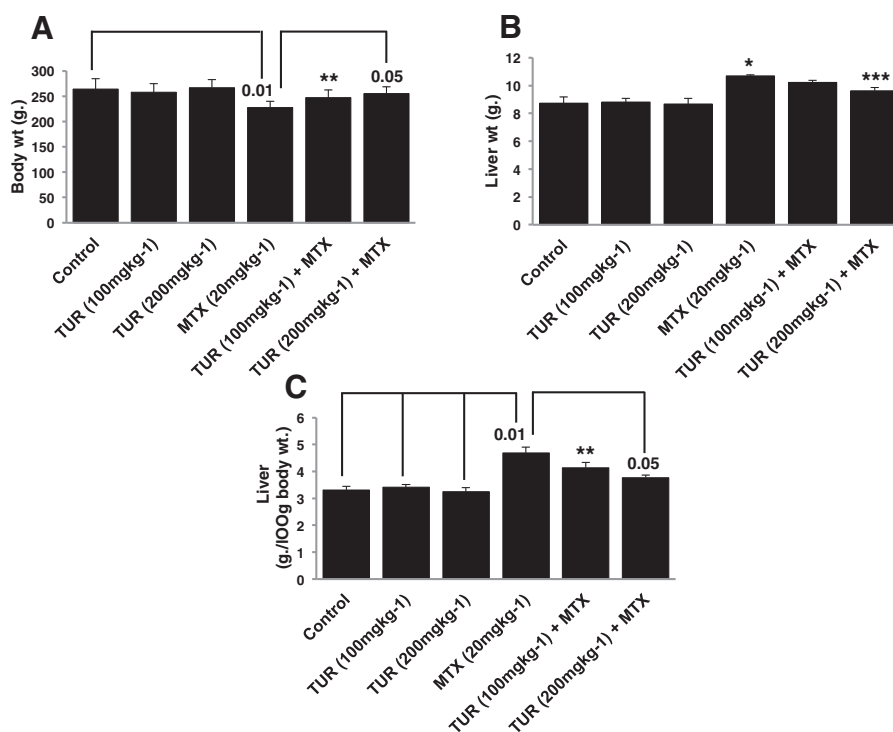 A
Body wt (g.)
300
250
200
150
100
50
0
0.01
**
0.05
Control
TUR (100mgkg-1)
TUR (200mgkg-1)
MTX (20mgkg-1)
TUR (100mgkg-1) + MTX
TUR (200mgkg-1) + MTX
B
Liver wt (g.)
12
10
8
6
4
2
0
*
***
Control
TUR (100mgkg-1)
TUR (200mgkg-1)
MTX (20mgkg-1)
TUR (100mgkg-1) + MTX
TUR (200mgkg-1) + MTX
C
Liver
(g./lOOg body wt.)
6
5
4
3
2
1
0
0.01
**
0.05
Control
TUR (100mgkg-1)
TUR (200mgkg-1)
MTX (20mgkg-1)
TUR (100mgkg-1) + MTX
TUR (200mgkg-1) + MTX